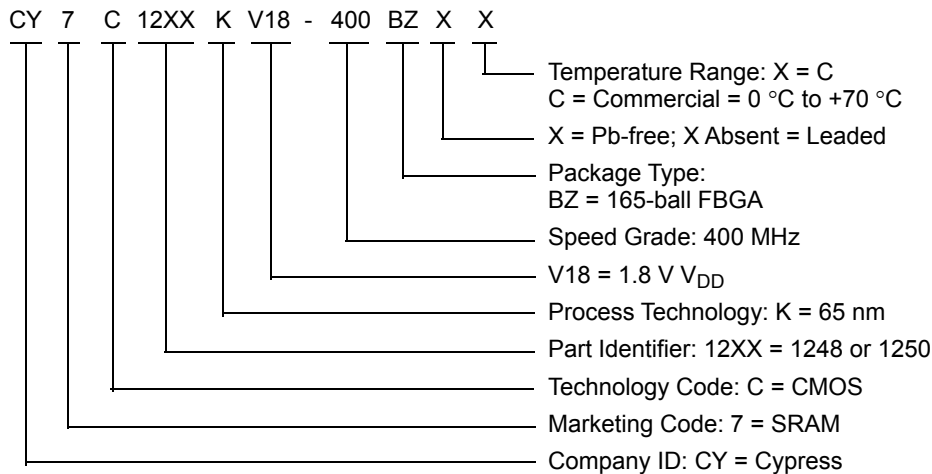 CY 7 C 12XX K V18 - 400 BZ X X
Temperature Range: X = C
C = Commercial = 0 °C to +70 °C
X = Pb-free; X Absent = Leaded
Package Type:
BZ = 165-ball FBGA
Speed Grade: 400 MHz
V18 = 1.8 V VDD
Process Technology: K = 65 nm
Part Identifier: 12XX = 1248 or 1250
Technology Code: C = CMOS
Marketing Code: 7 = SRAM
Company ID: CY = Cypress